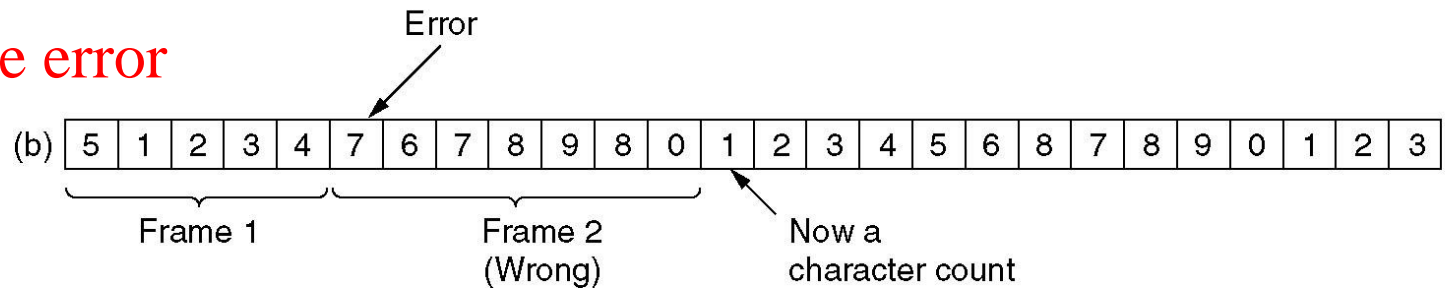 Error
e error
(b) 5 1 2 3 4 7 6 7 8 9 8 0 1 2 3 4 5 6 8 7 8 9 0 1 2 3
Frame 1 Frame 2 Now a
(Wrong) character count